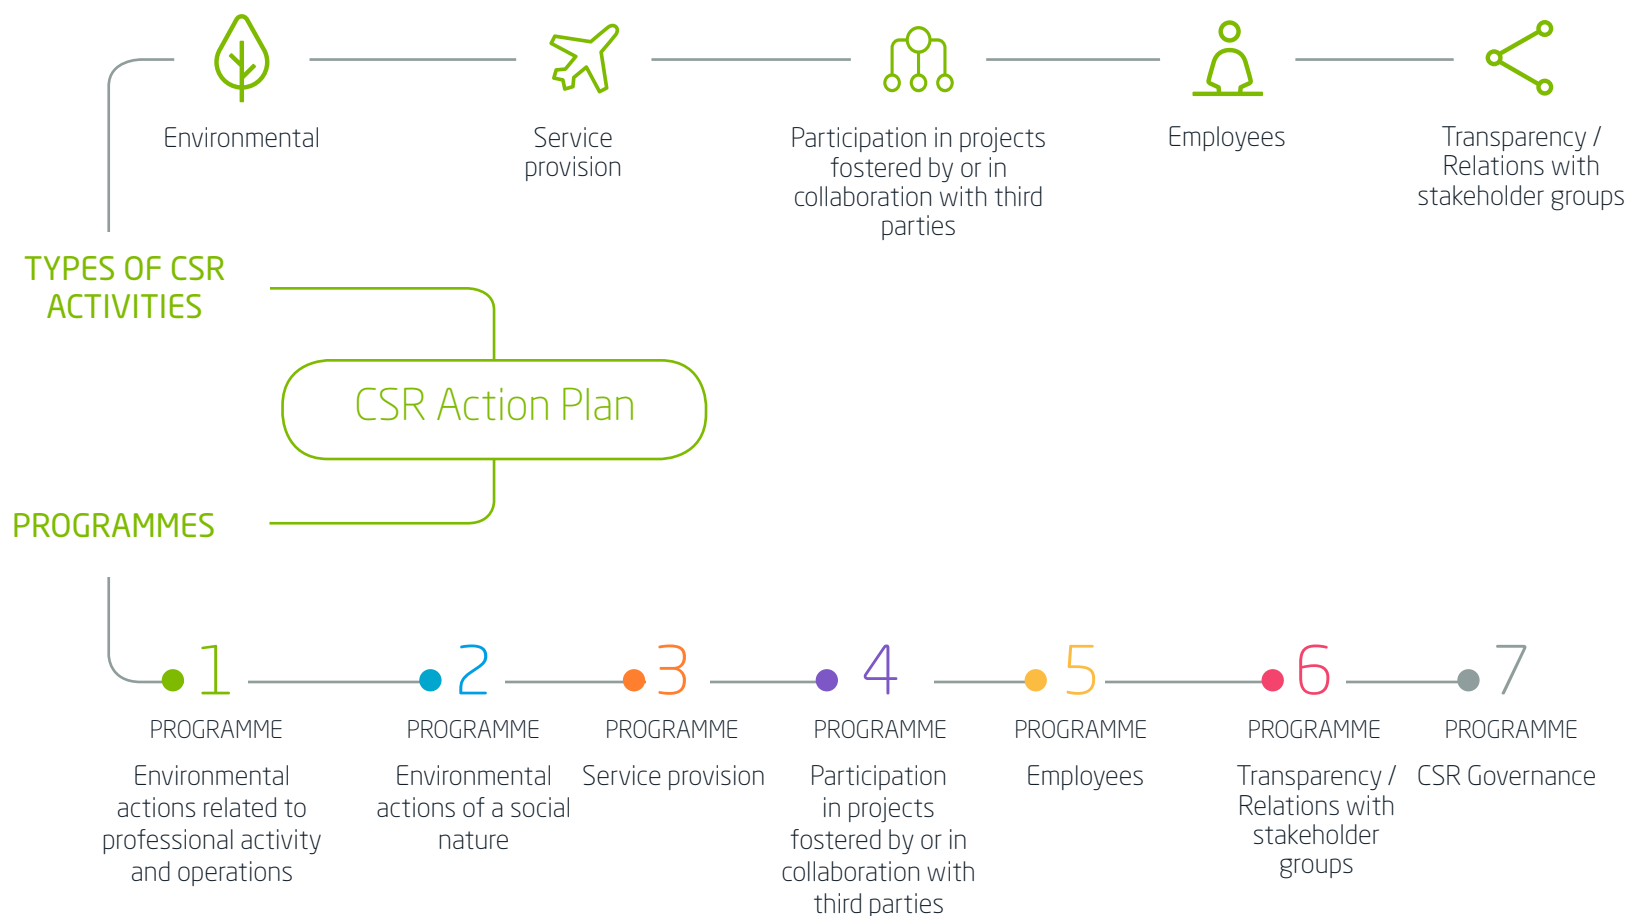 Environmental
Service
provision
Participation in projects
fostered by or in
collaboration with third
parties
Employees
Transparency /
Relations with
stakeholder groups
TYPES OF CSR
ACTIVITIES
CSR Action Plan
PROGRAMMES
1
PROGRAMME
Environmental
actions related to
professional activity
and operations
2
PROGRAMME
Environmental
actions of a social
nature
3
PROGRAMME
Service provision
4
PROGRAMME
Participation
in projects
fostered by or in
collaboration with
third parties
5
PROGRAMME
Employees
6
PROGRAMME
Transparency /
Relations with
stakeholder
groups
7
PROGRAMME
CSR Governance